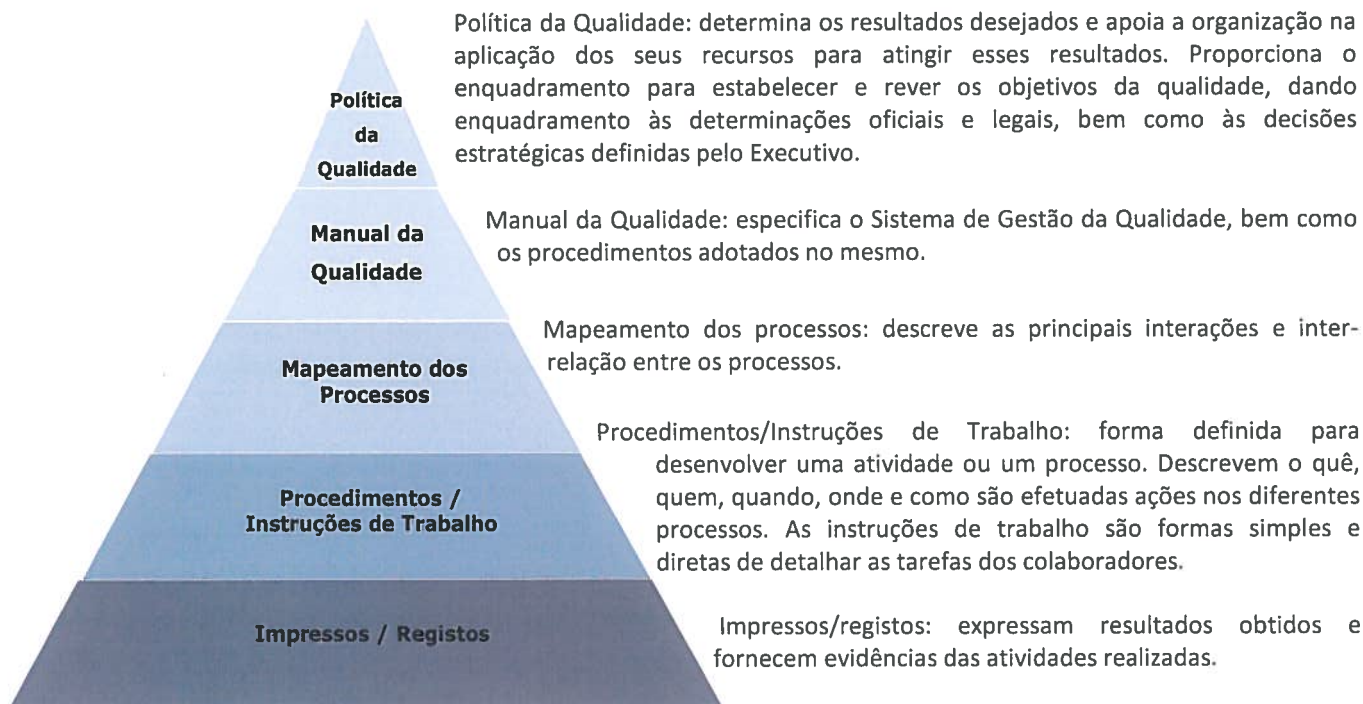 Política da Qualidade: determina os resultados desejados e apoia a organização na
aplicação dos seus recursos para atingir esses resultados. Proporciona o
enquadramento para estabelecer e rever os objetivos da qualidade, dando
enquadramento às determinações oficiais e legais, bem como às decisões
estratégicas definidas pelo Executivo.
Política
da
Qualidade
Manual da Qualidade: especifica o Sistema de Gestão da Qualidade, bem como
os procedimentos adotados no mesmo.
Manual da
Qualidade
Mapeamento dos processos: descreve as principais interações e inter-
relação entre os processos.
Mapeamento dos
Processos
Procedimentos/Instruções de Trabalho: forma definida para
desenvolver uma atividade ou um processo. Descrevem o quê,
quem, quando, onde e como são efetuadas ações nos diferentes
processos. As instruções de trabalho são formas simples e
diretas de detalhar as tarefas dos colaboradores.
Procedimentos /
Instruções de Trabalho
Impressos/registos: expressam resultados obtidos e
fornecem evidências das atividades realizadas.
Impressos / Registos